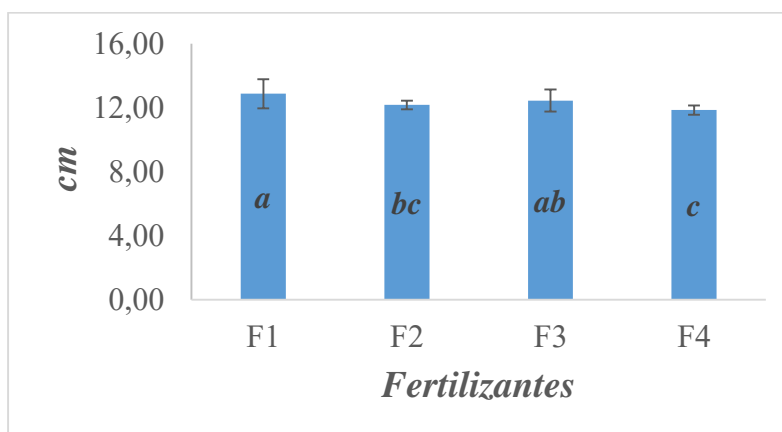 16,00
12,00
8,00
4,00
0,00
cm
a
bc
ab
c
F1 F2 F3 F4
Fertilizantes